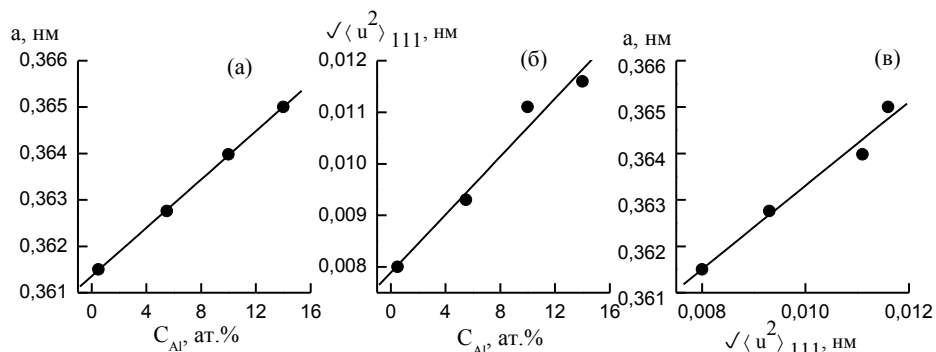 a, нм
0,366
0,365
0,364
0,363
0,362
0,361
(а)
0 4 8 12 16
C_Al, ат.%
√⟨u²⟩₁₁₁, нм
0,012
0,011
0,010
0,009
0,008
(б)
0 4 8 12 16
C_Al, ат.%
a, нм
0,366
0,365
0,364
0,363
0,362
0,361
(в)
0,008 0,010 0,012
√⟨u²⟩₁₁₁, нм